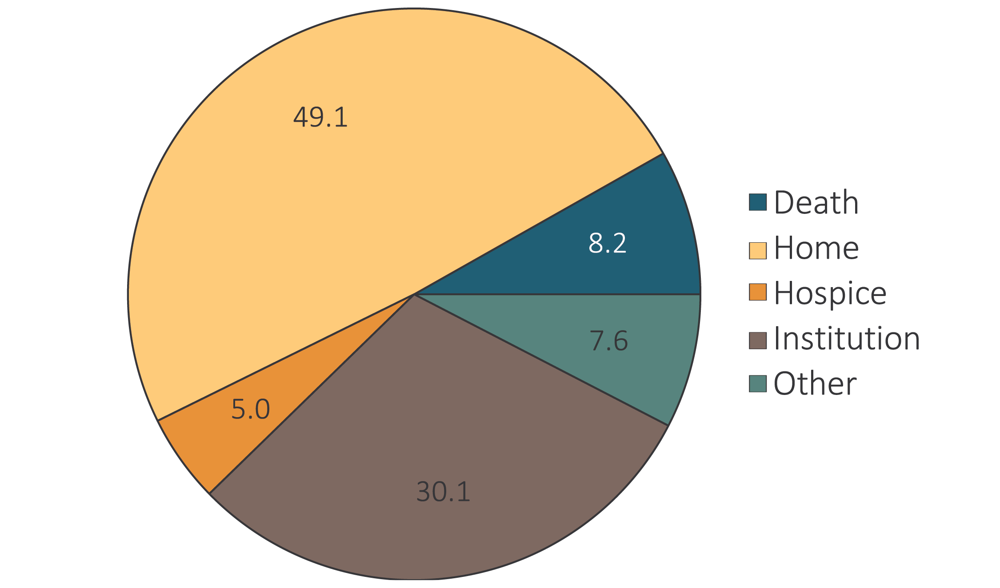 49.1
8.2
7.6
5.0
30.1
Death
Home
Hospice
Institution
Other